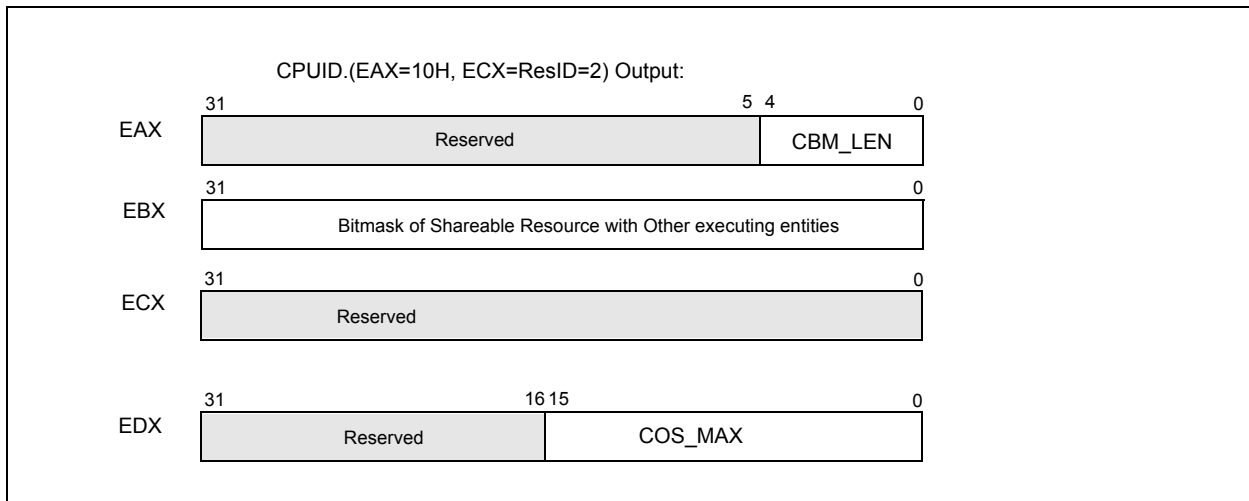 CPUID.(EAX=10H, ECX=ResID=2) Output:
31 5 4 0
EAX Reserved CBM_LEN
31 0
EBX Bitmask of Shareable Resource with Other executing entities
31 0
ECX Reserved
31 16 15 0
EDX Reserved COS_MAX